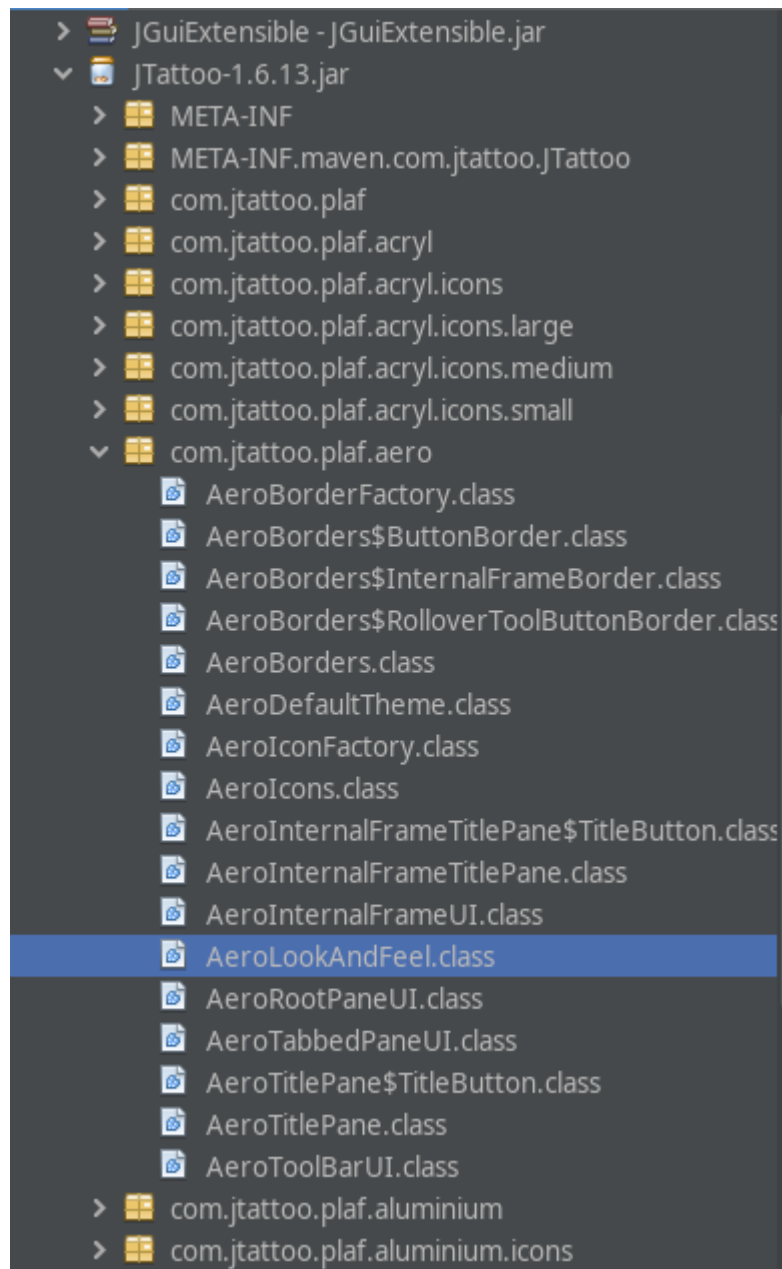 JGuiExtensible - JGuiExtensible.jar
JTattoo-1.6.13.jar
META-INF
META-INF.maven.com.jtattoo.JTattoo
com.jtattoo.plaf
com.jtattoo.plaf.acryl
com.jtattoo.plaf.acryl.icons
com.jtattoo.plaf.acryl.icons.large
com.jtattoo.plaf.acryl.icons.medium
com.jtattoo.plaf.acryl.icons.small
com.jtattoo.plaf.aero
AeroBorderFactory.class
AeroBorders$ButtonBorder.class
AeroBorders$InternalFrameBorder.class
AeroBorders$RolloverToolButtonBorder.class
AeroBorders.class
AeroDefaultTheme.class
AeroIconFactory.class
AeroIcons.class
AeroInternalFrameTitlePane$TitleButton.class
AeroInternalFrameTitlePane.class
AeroInternalFrameUI.class
AeroLookAndFeel.class
AeroRootPaneUI.class
AeroTabbedPaneUI.class
AeroTitlePane$TitleButton.class
AeroTitlePane.class
AeroToolBarUI.class
com.jtattoo.plaf.aluminium
com.jtattoo.plaf.aluminium.icons